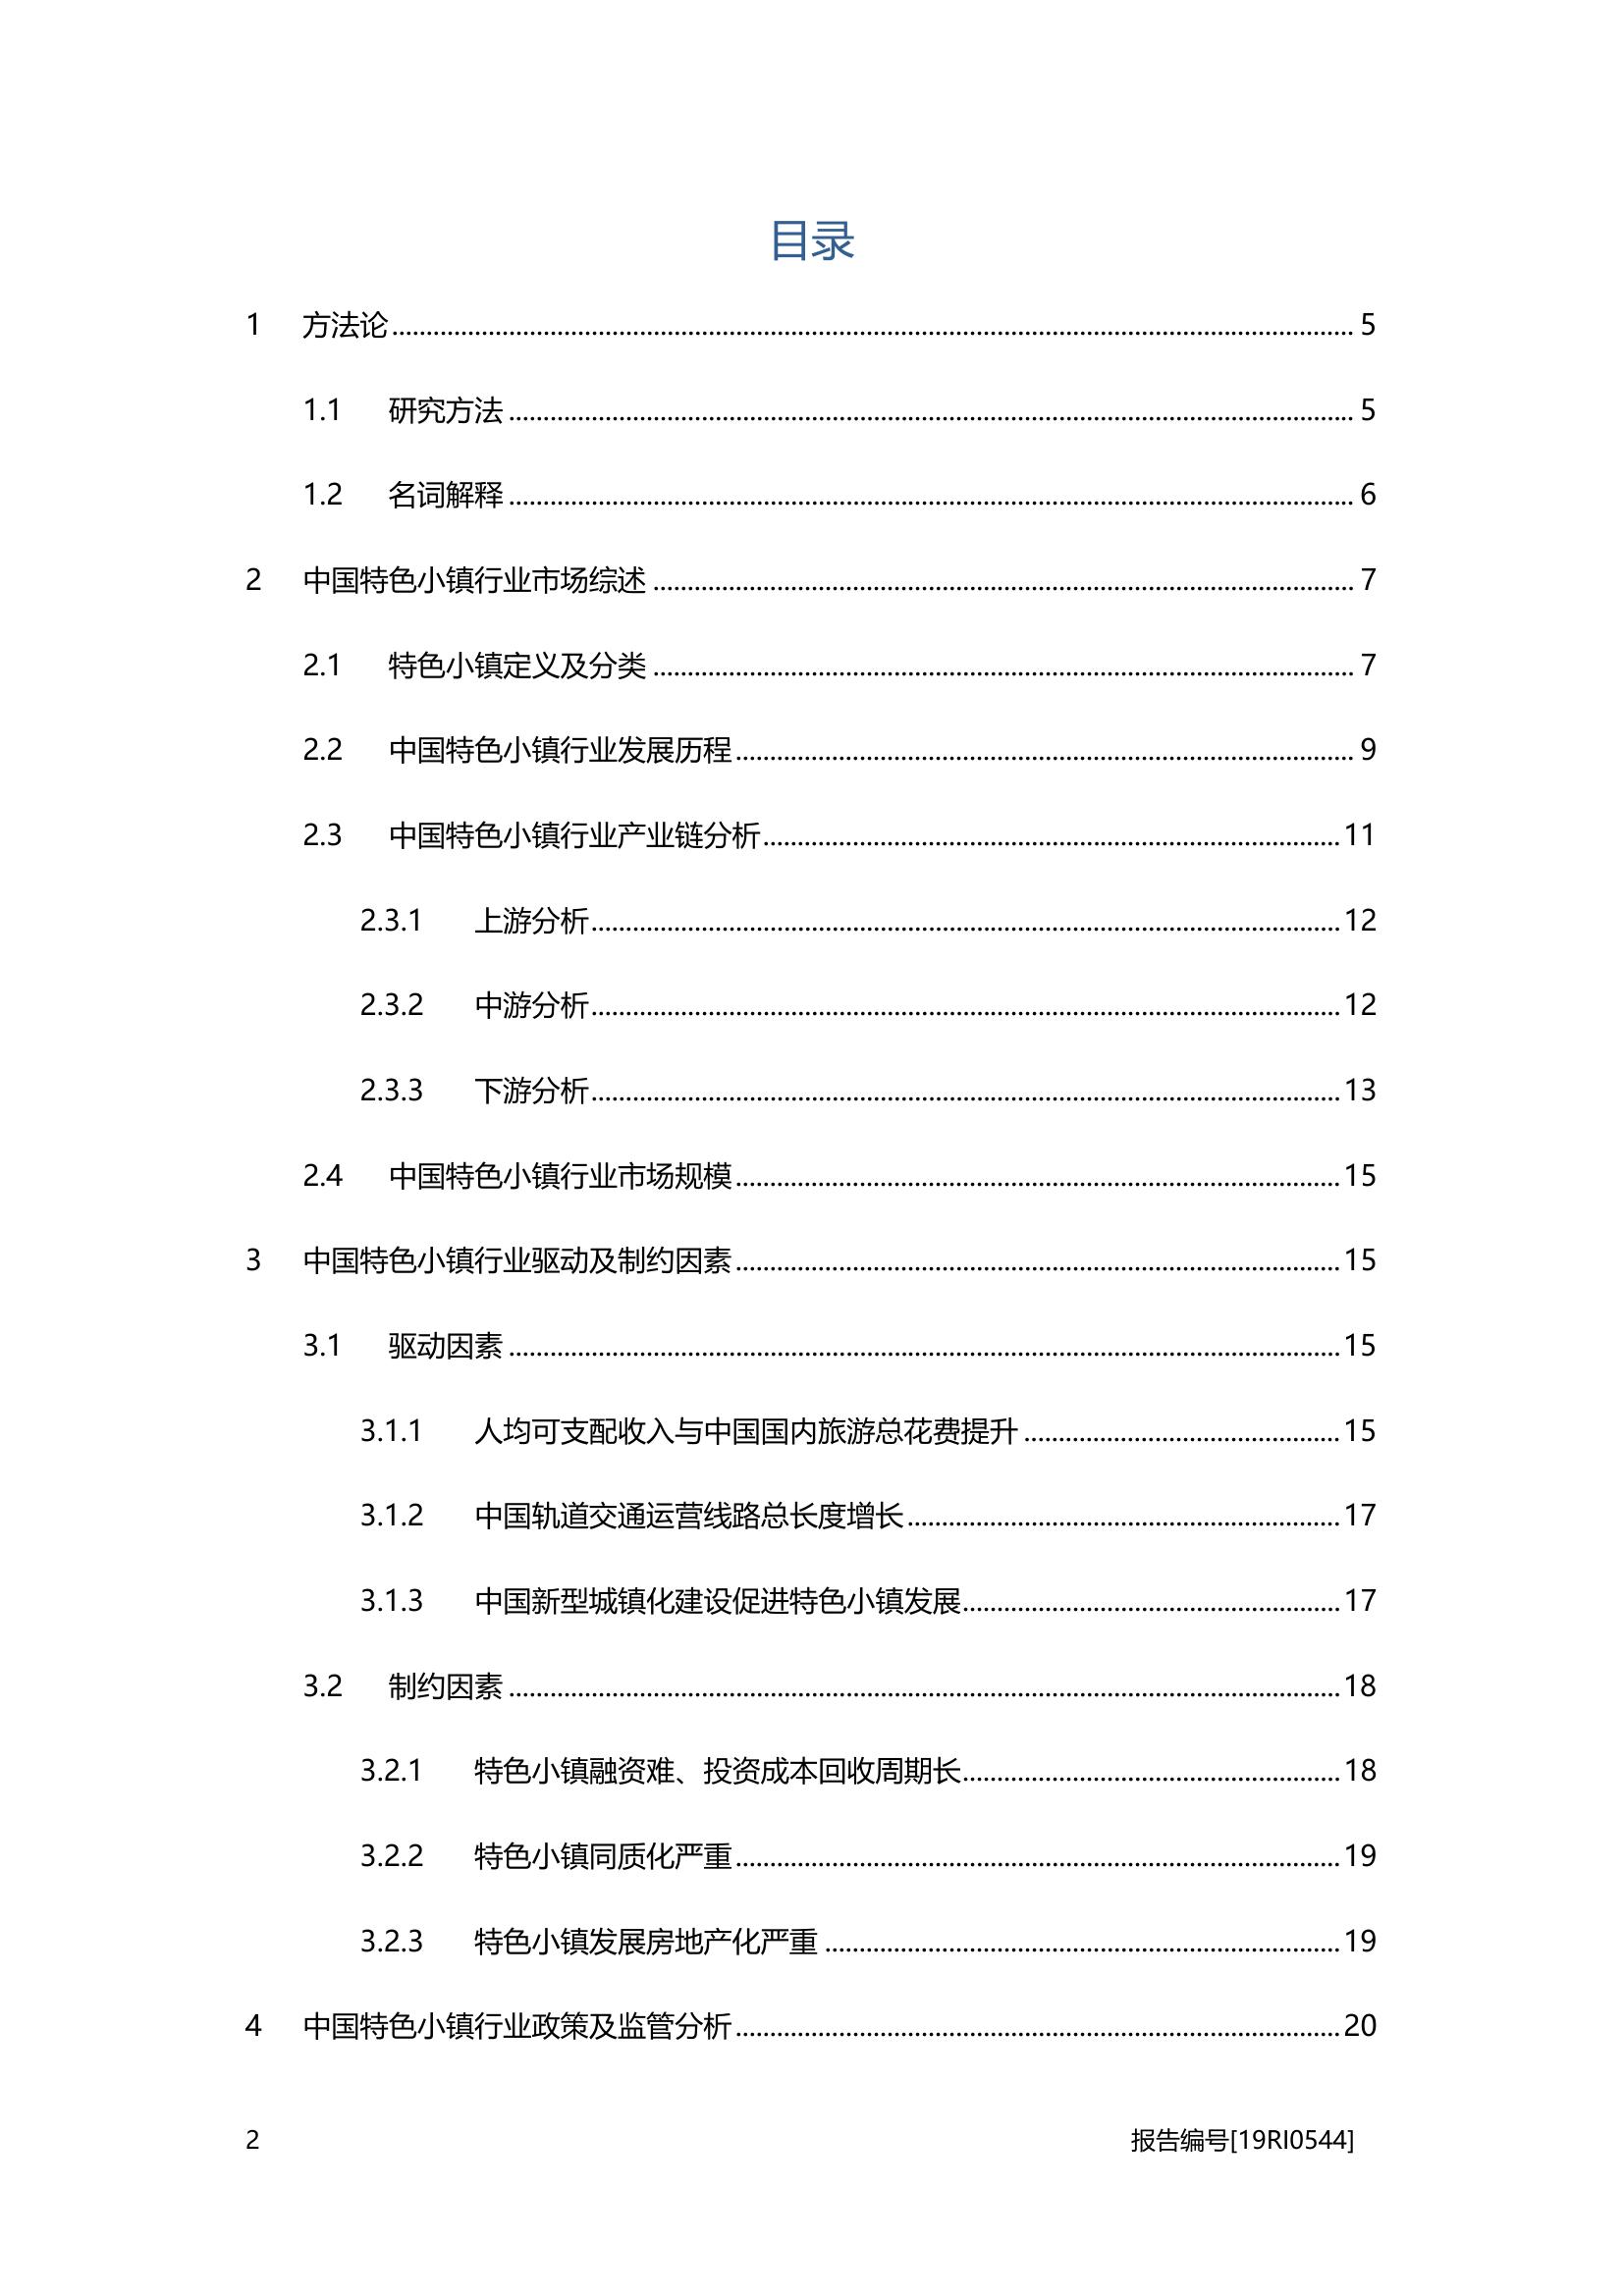 目录
1 方法论 5
1.1 研究方法 5
1.2 名词解释 6
2 中国特色小镇行业市场综述 7
2.1 特色小镇定义及分类 7
2.2 中国特色小镇行业发展历程 9
2.3 中国特色小镇行业产业链分析 11
2.3.1 上游分析 12
2.3.2 中游分析 12
2.3.3 下游分析 13
2.4 中国特色小镇行业市场规模 15
3 中国特色小镇行业驱动及制约因素 15
3.1 驱动因素 15
3.1.1 人均可支配收入与中国国内旅游总花费提升 15
3.1.2 中国轨道交通运营线路总长度增长 17
3.1.3 中国新型城镇化建设促进特色小镇发展 17
3.2 制约因素 18
3.2.1 特色小镇融资难、投资成本回收周期长 18
3.2.2 特色小镇同质化严重 19
3.2.3 特色小镇发展房地产化严重 19
4 中国特色小镇行业政策及监管分析 20
2 报告编号[19RI0544]